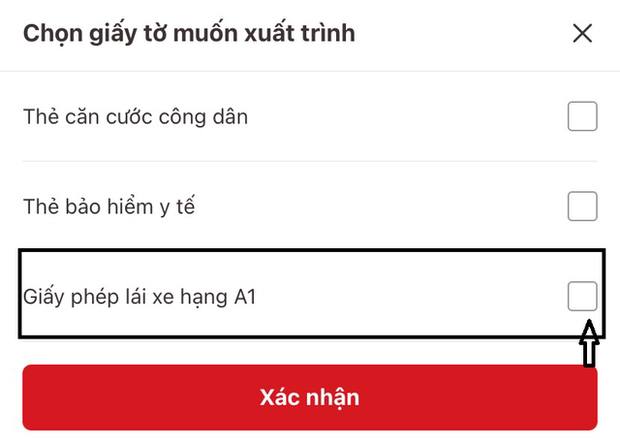 Chọn giấy tờ muốn xuất trình
Thẻ căn cước công dân
Thẻ bảo hiểm y tế
Giấy phép lái xe hạng A1
Xác nhận